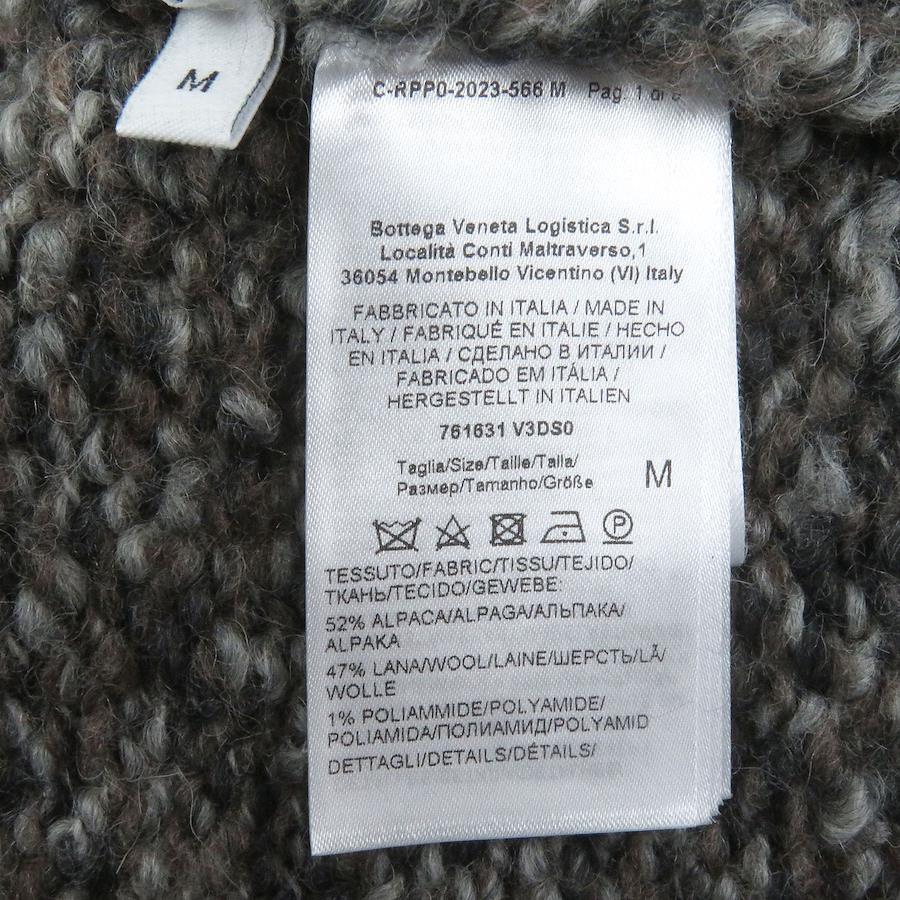 M
C-RPP0-2023-566 M Pag. 1 di
Bottega Veneta Logistica S.r.l.
Località Conti Maltraverso,1
36054 Montebello Vicentino (VI) Italy
FABBRICATO IN ITALIA / MADE IN
ITALY / FABRIQUÉ EN ITALIE / HECHO
EN ITALIA / СДЕЛАНО В ИТАЛИИ /
FABRICADO EM ITÁLIA /
HERGESTELLT IN ITALIEN
761631 V3DS0
Taglia/Size/Taille/Talla/
Размер/Tamanho/Größe M
P
TESSUTO/FABRIC/TISSU/TEJIDO/
ТКАНЬ/TECIDO/GEWEBE:
52% ALPACA/ALPAGA/АЛЬПАКА/
ALPAKA
47% LANA/WOOL/LAINE/ШЕРСТЬ/LÃ/
WOLLE
1% POLIAMMIDE/POLYAMIDE/
POLIAMIDA/ПОЛИАМИД/POLYAMID
DETTAGLI/DETAILS/DÉTAILS/